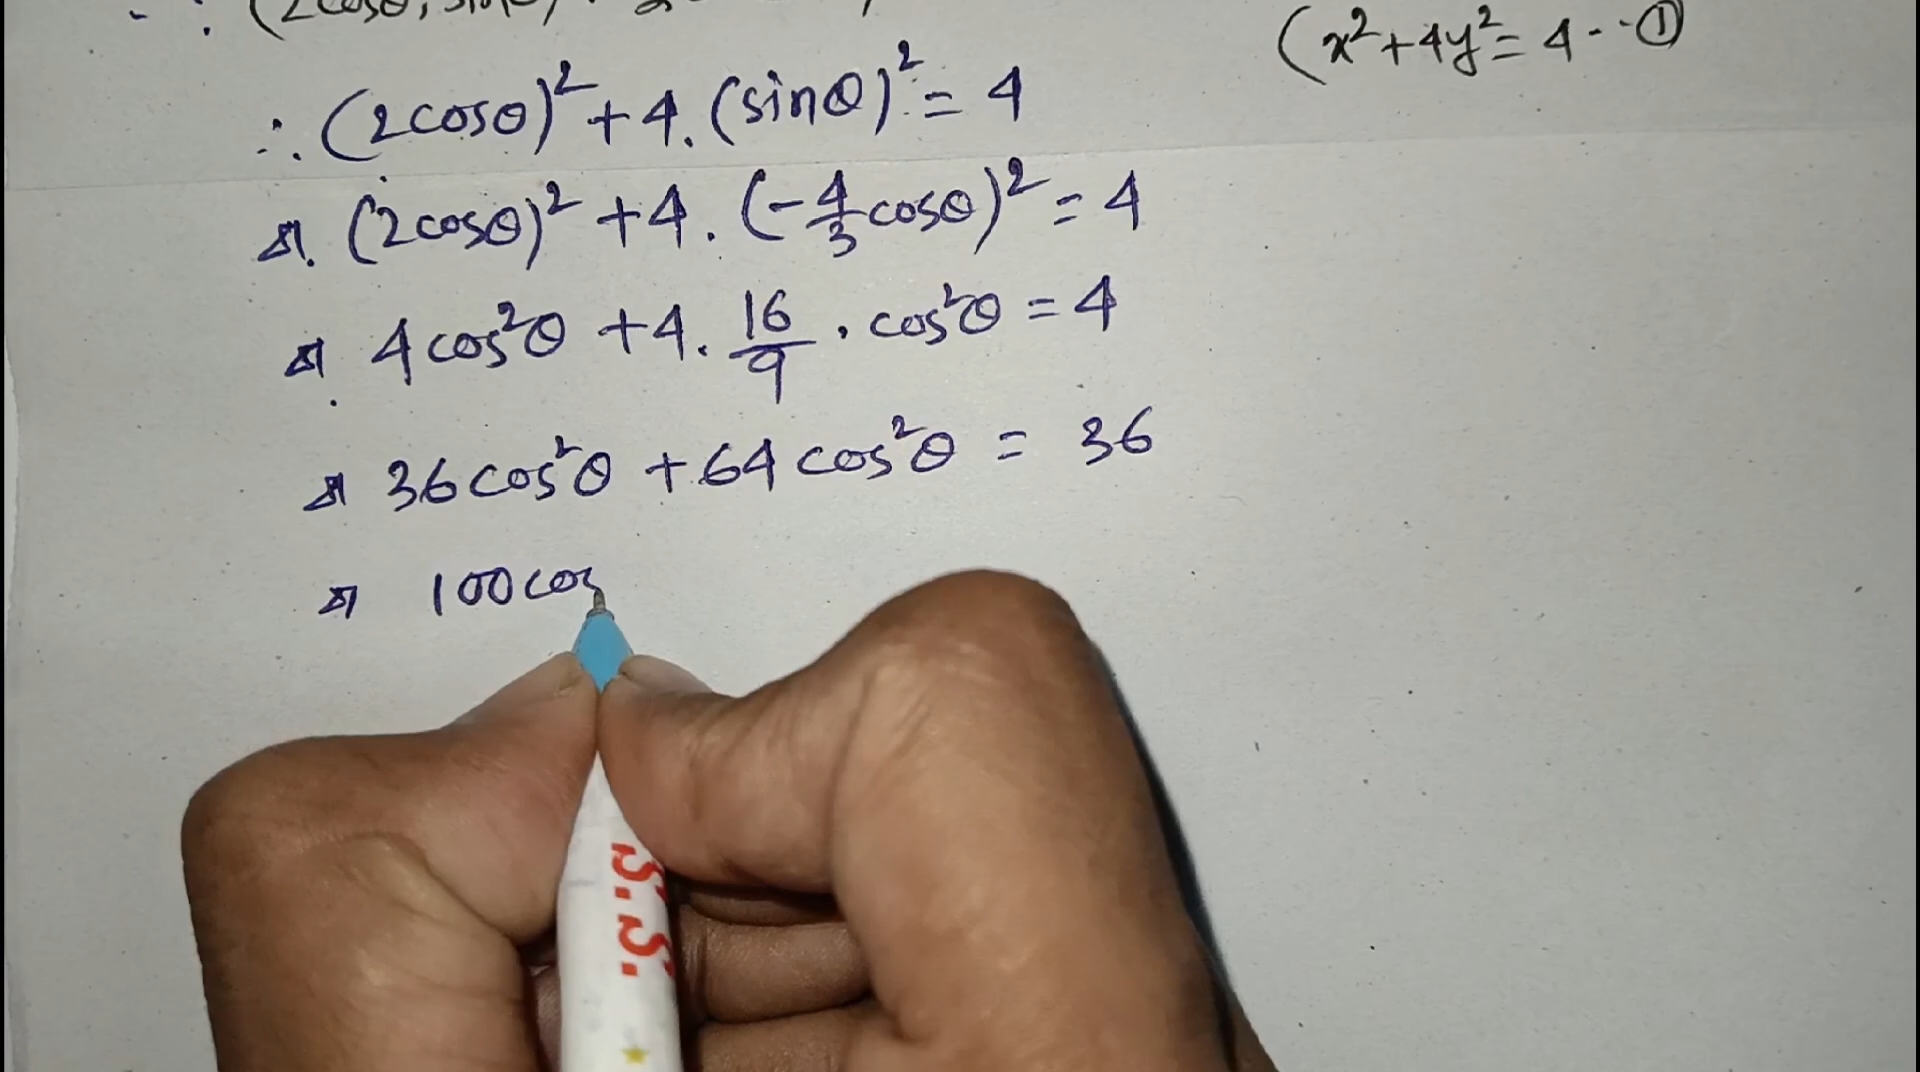 (x²+4y²=4--①
∴ (2cosθ)²+4.(sinθ)²=4
বা. (2cosθ)²+4.(-4/3 cosθ)²=4
বা 4cos²θ+4.16/9.cos²θ=4
বা 36cos²θ+64cos²θ=36
বা 100cos
S.S.